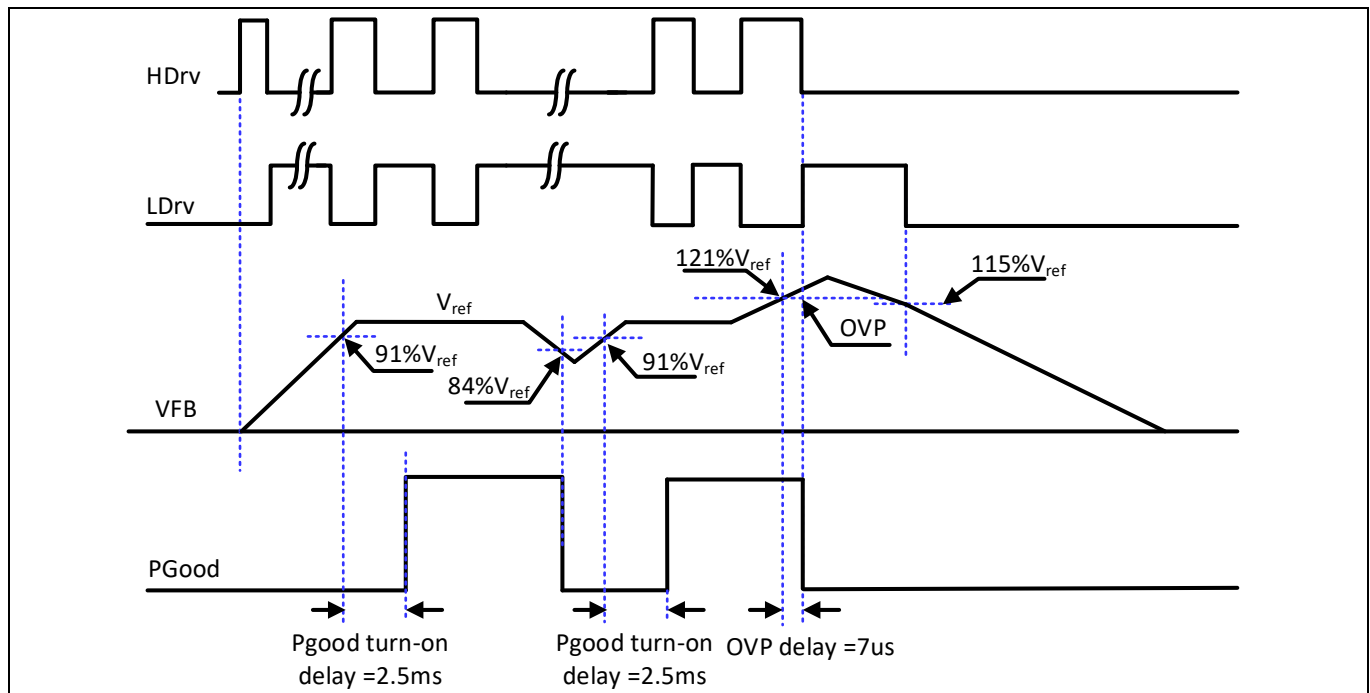 HDrv
LDrv
121%Vref
115%Vref
Vref
OVP
91%Vref
84%Vref
91%Vref
VFB
PGood
Pgood turn-on
delay =2.5ms
Pgood turn-on
delay =2.5ms
OVP delay =7us